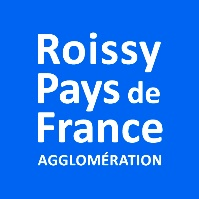 Roissy
Pays de
France
AGGLOMÉRATION